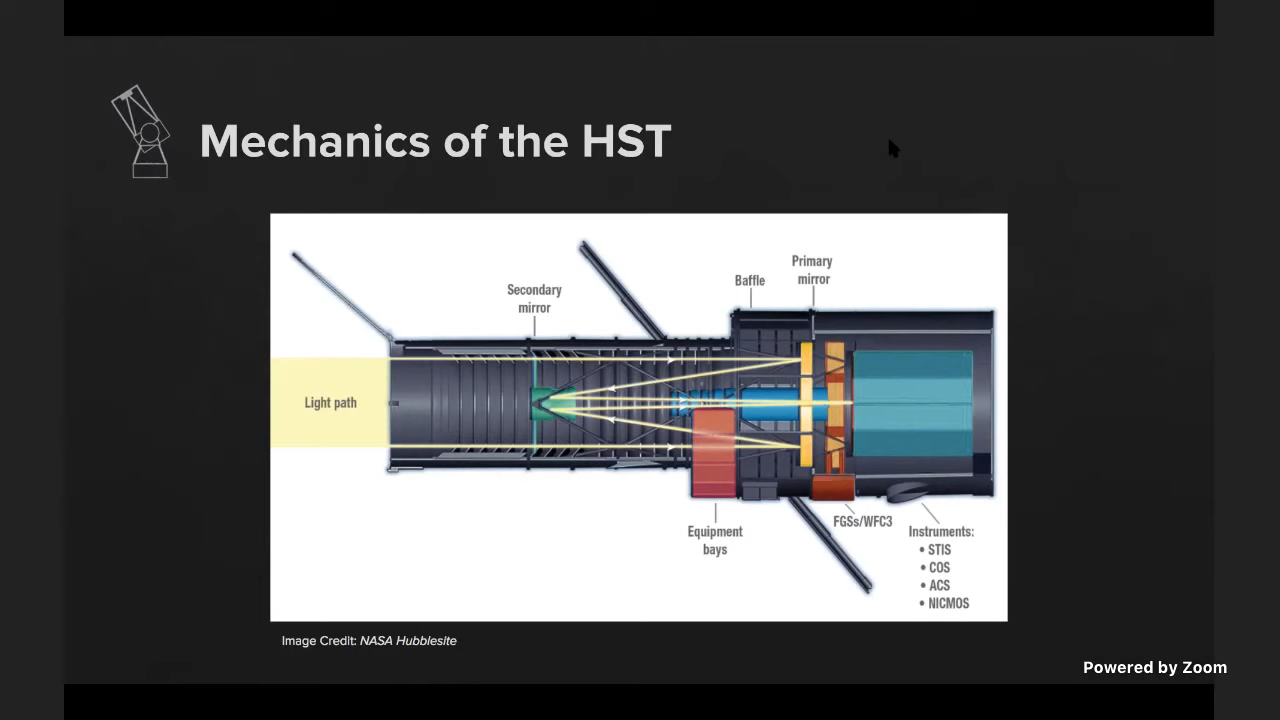 Mechanics of the HST
Primary
mirror
Baffle
Secondary
mirror
Light path
Equipment
bays
FGSs/WFC3
Instruments:
• STIS
• COS
• ACS
• NICMOS
Image Credit: NASA Hubblesite
Powered by Zoom